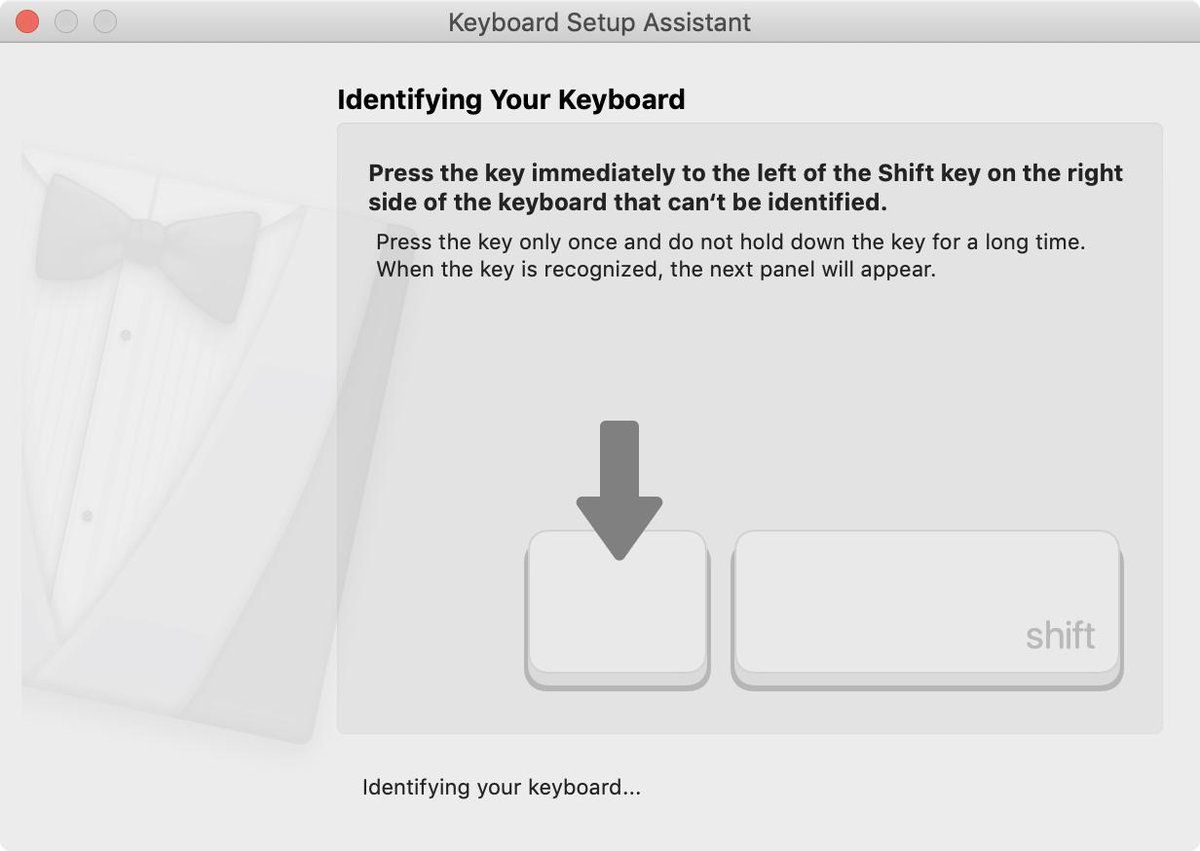 Keyboard Setup Assistant
Identifying Your Keyboard
Press the key immediately to the left of the Shift key on the right
side of the keyboard that can‘t be identified.
Press the key only once and do not hold down the key for a long time.
When the key is recognized, the next panel will appear.
shift
Identifying your keyboard...